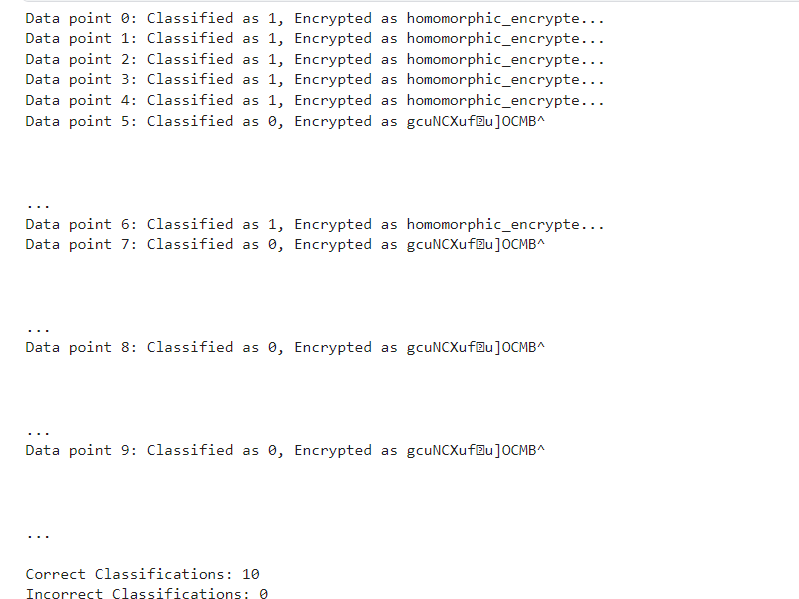 Data point 0: Classified as 1, Encrypted as homomorphic_encrypte...
Data point 1: Classified as 1, Encrypted as homomorphic_encrypte...
Data point 2: Classified as 1, Encrypted as homomorphic_encrypte...
Data point 3: Classified as 1, Encrypted as homomorphic_encrypte...
Data point 4: Classified as 1, Encrypted as homomorphic_encrypte...
Data point 5: Classified as 0, Encrypted as gcuNCXuf�u]OCMB^
...
Data point 6: Classified as 1, Encrypted as homomorphic_encrypte...
Data point 7: Classified as 0, Encrypted as gcuNCXuf�u]OCMB^
...
Data point 8: Classified as 0, Encrypted as gcuNCXuf�u]OCMB^
...
Data point 9: Classified as 0, Encrypted as gcuNCXuf�u]OCMB^
...
Correct Classifications: 10
Incorrect Classifications: 0